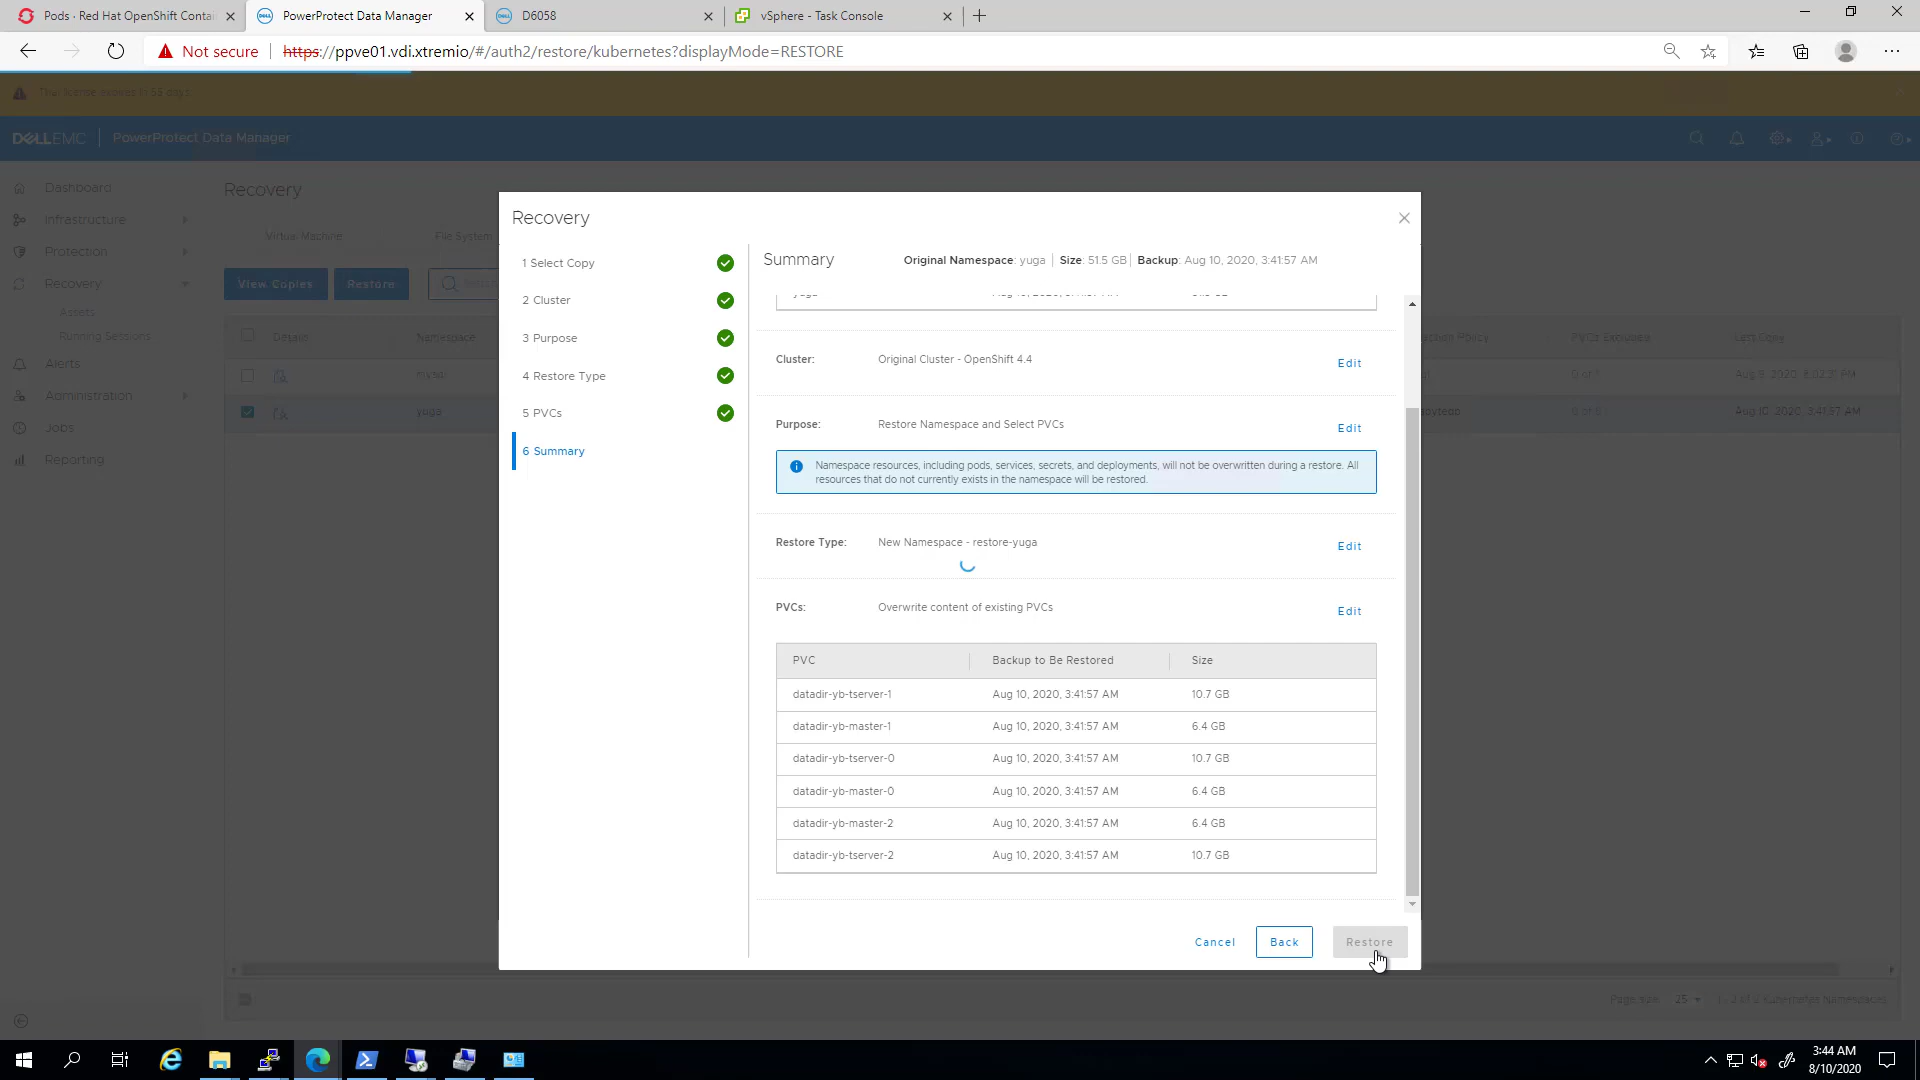 Pods · Red Hat OpenShift Contai
PowerProtect Data Manager
D6058
vSphere - Task Console
Not secure
https://ppve01.vdi.xtremio/#/auth2/restore/kubernetes?displayMode=RESTORE
DELLEMC
PowerProtect Data Manager
Dashboard
Infrastructure
Protection
Recovery
Assets
Running Sessions
Alerts
Administration
Jobs
Reporting
Recovery
Virtual Machine
File System
View Copies
Restore
Details
Namespace
PVCs Excluded
Last Copy
yuga
Aug 10, 2020, 3:41:57 AM
Page size
25
Recovery
1 Select Copy
2 Cluster
3 Purpose
4 Restore Type
5 PVCs
6 Summary
Summary
Original Namespace: yuga
Size: 51.5 GB
Backup: Aug 10, 2020, 3:41:57 AM
Cluster:
Original Cluster - OpenShift 4.4
Edit
Purpose:
Restore Namespace and Select PVCs
Edit
Namespace resources, including pods, services, secrets, and deployments, will not be overwritten during a restore. All
resources that do not currently exists in the namespace will be restored.
Restore Type:
New Namespace - restore-yuga
Edit
PVCs:
Overwrite content of existing PVCs
Edit
PVC Backup to Be Restored Size
datadir-yb-tserver-1 Aug 10, 2020, 3:41:57 AM 10.7 GB
datadir-yb-master-1 Aug 10, 2020, 3:41:57 AM 6.4 GB
datadir-yb-tserver-0 Aug 10, 2020, 3:41:57 AM 10.7 GB
datadir-yb-master-0 Aug 10, 2020, 3:41:57 AM 6.4 GB
datadir-yb-master-2 Aug 10, 2020, 3:41:57 AM 6.4 GB
datadir-yb-tserver-2 Aug 10, 2020, 3:41:57 AM 10.7 GB
Cancel
Back
Restore
3:44 AM
8/10/2020